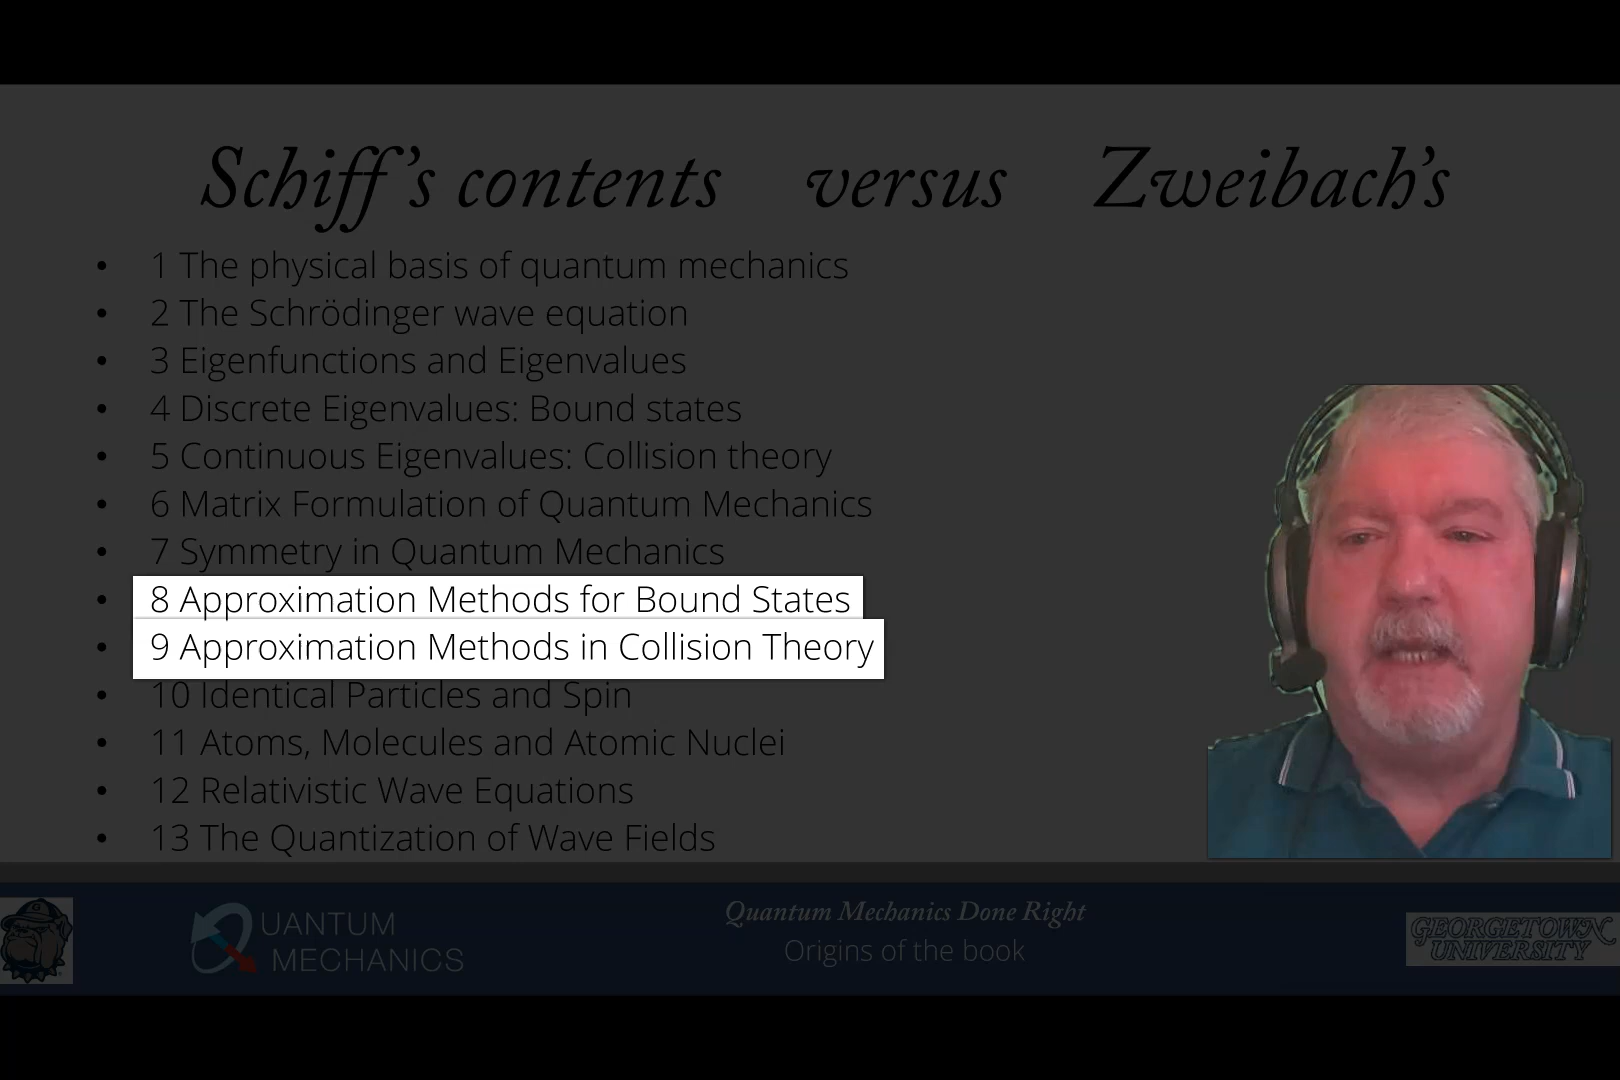 Schiff's contents versus Zweibach's
• 1 The physical basis of quantum mechanics
• 2 The Schrödinger wave equation
• 3 Eigenfunctions and Eigenvalues
• 4 Discrete Eigenvalues: Bound states
• 5 Continuous Eigenvalues: Collision theory
• 6 Matrix Formulation of Quantum Mechanics
• 7 Symmetry in Quantum Mechanics
• 8 Approximation Methods for Bound States
• 9 Approximation Methods in Collision Theory
• 10 Identical Particles and Spin
• 11 Atoms, Molecules and Atomic Nuclei
• 12 Relativistic Wave Equations
• 13 The Quantization of Wave Fields
QUANTUM
MECHANICS
Quantum Mechanics Done Right
Origins of the book
GEORGETOWN
UNIVERSITY